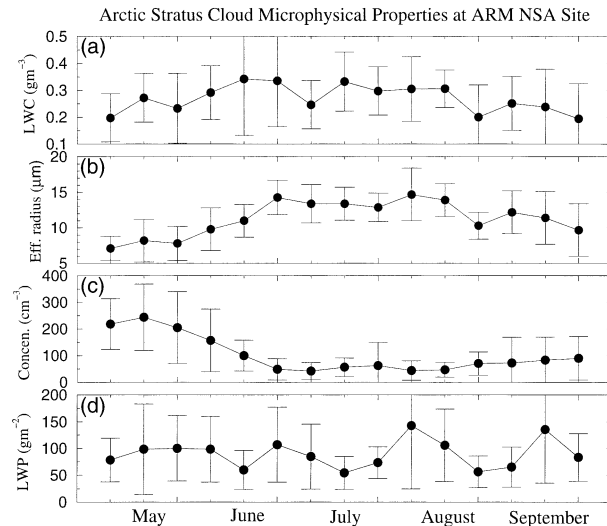 Arctic Stratus Cloud Microphysical Properties at ARM NSA Site
(a)
LWC (gm⁻³)
0.5
0.4
0.3
0.2
0.1
(b)
Eff. radius (μm)
20
15
10
5
(c)
Concen. (cm⁻³)
400
300
200
100
0
(d)
LWP (gm⁻²)
200
150
100
50
0
May June July August September